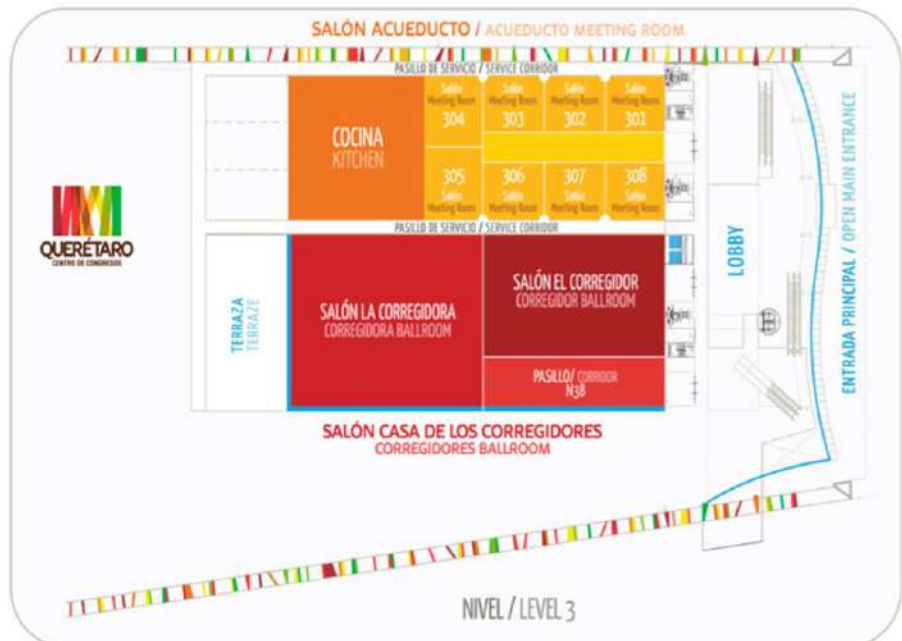 SALÓN ACUEDUCTO / ACUEDUCTO MEETING ROOM
PASILLO DE SERVICIO / SERVICE CORRIDOR
COCINA
KITCHEN
Salón
Meeting Room
304
Salón
Meeting Room
303
Salón
Meeting Room
302
Salón
Meeting Room
301
305
Salón
Meeting Room
306
Salón
Meeting Room
307
Salón
Meeting Room
308
Salón
Meeting Room
PASILLO DE SERVICIO / SERVICE CORRIDOR
QUERÉTARO
CENTRO DE CONGRESOS
TERRAZA
TERRAZE
SALÓN LA CORREGIDORA
CORREGIDORA BALLROOM
SALÓN EL CORREGIDOR
CORREGIDOR BALLROOM
PASILLO/ CORRIDOR
N38
LOBBY
ENTRADA PRINCIPAL / OPEN MAIN ENTRANCE
SALÓN CASA DE LOS CORREGIDORES
CORREGIDORES BALLROOM
NIVEL / LEVEL 3